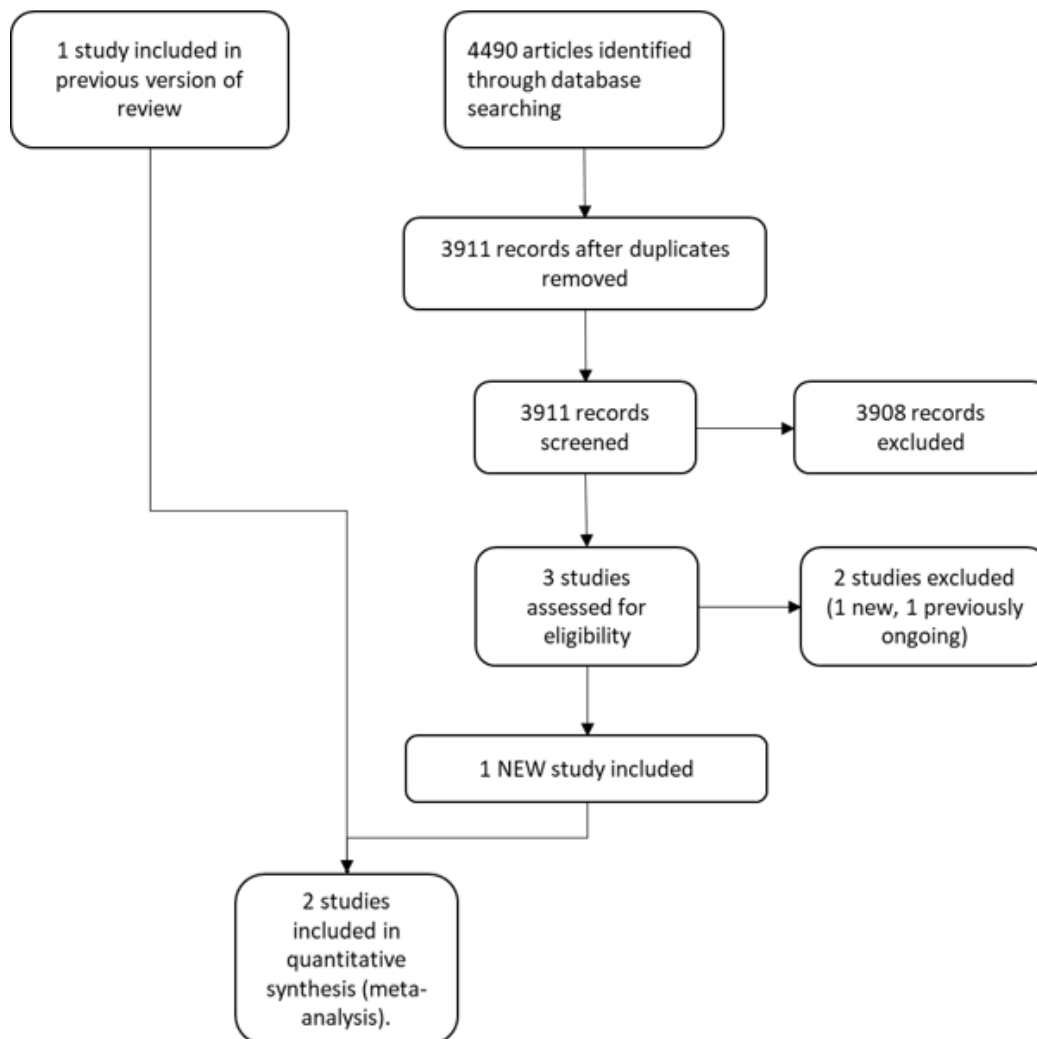 1 study included in
previous version of
review
4490 articles identified
through database
searching
3911 records after duplicates
removed
3911 records
screened
3908 records
excluded
3 studies
assessed for
eligibility
2 studies excluded
(1 new, 1 previously
ongoing)
1 NEW study included
2 studies
included in
quantitative
synthesis (meta-
analysis).